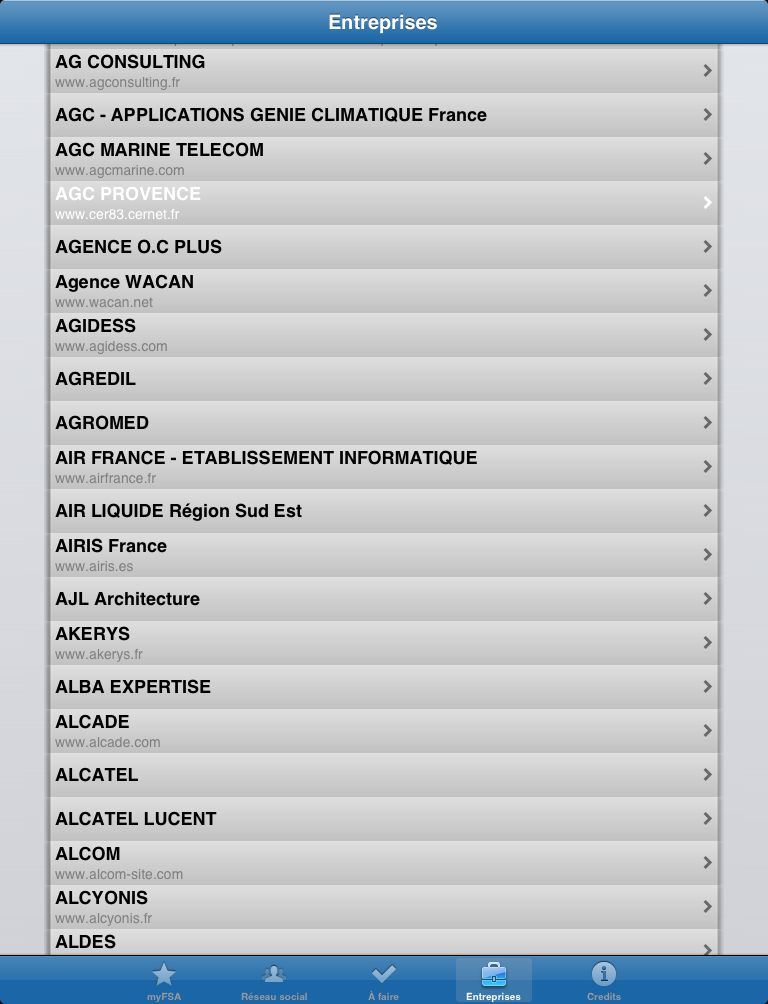 Entreprises
AG CONSULTING
www.agconsulting.fr
AGC - APPLICATIONS GENIE CLIMATIQUE France
AGC MARINE TELECOM
www.agcmarine.com
AGC PROVENCE
www.cer83.cernet.fr
AGENCE O.C PLUS
Agence WACAN
www.wacan.net
AGIDESS
www.agidess.com
AGREDIL
AGROMED
AIR FRANCE - ETABLISSEMENT INFORMATIQUE
www.airfrance.fr
AIR LIQUIDE Région Sud Est
AIRIS France
www.airis.es
AJL Architecture
AKERYS
www.akerys.fr
ALBA EXPERTISE
ALCADE
www.alcade.com
ALCATEL
ALCATEL LUCENT
ALCOM
www.alcom-site.com
ALCYONIS
www.alcyonis.fr
ALDES
myFSA
Réseau social
À faire
Entreprises
Credits